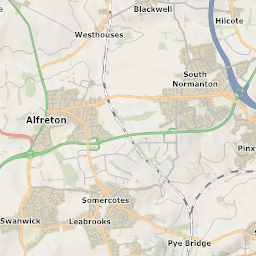 Blackwell
Hilcote
Westhouses
South
Normanton
Alfreton
Pinx
Somercotes
Swanwick
Leabrooks
Pye Bridge